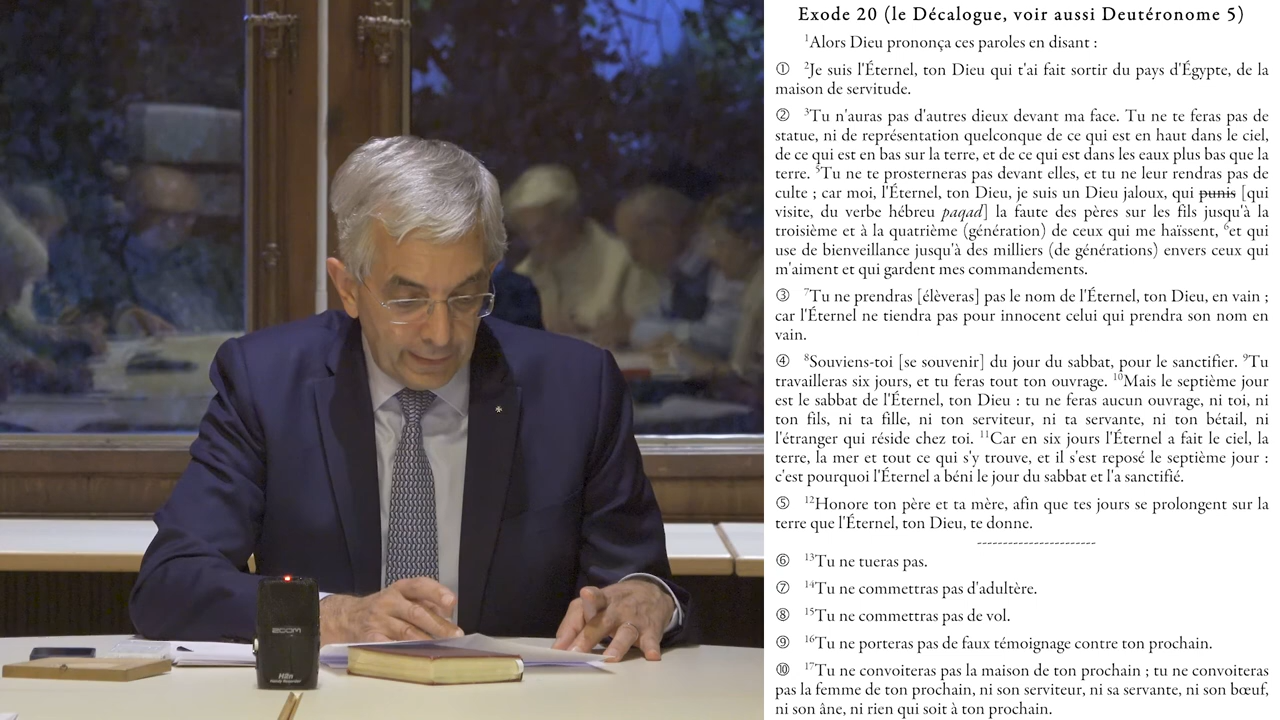 Exode 20 (le Décalogue, voir aussi Deutéronome 5)
¹Alors Dieu prononça ces paroles en disant :
① ²Je suis l'Éternel, ton Dieu qui t'ai fait sortir du pays d'Égypte, de la
maison de servitude.
② ³Tu n'auras pas d'autres dieux devant ma face. Tu ne te feras pas de
statue, ni de représentation quelconque de ce qui est en haut dans le ciel,
de ce qui est en bas sur la terre, et de ce qui est dans les eaux plus bas que la
terre. ⁵Tu ne te prosterneras pas devant elles, et tu ne leur rendras pas de
culte ; car moi, l'Éternel, ton Dieu, je suis un Dieu jaloux, qui punis [qui
visite, du verbe hébreu paqad] la faute des pères sur les fils jusqu'à la
troisième et à la quatrième (génération) de ceux qui me haïssent, ⁶et qui
use de bienveillance jusqu'à des milliers (de générations) envers ceux qui
m'aiment et qui gardent mes commandements.
③ ⁷Tu ne prendras [élèveras] pas le nom de l'Éternel, ton Dieu, en vain ;
car l'Éternel ne tiendra pas pour innocent celui qui prendra son nom en
vain.
④ ⁸Souviens-toi [se souvenir] du jour du sabbat, pour le sanctifier. ⁹Tu
travailleras six jours, et tu feras tout ton ouvrage. ¹⁰Mais le septième jour
est le sabbat de l'Éternel, ton Dieu : tu ne feras aucun ouvrage, ni toi, ni
ton fils, ni ta fille, ni ton serviteur, ni ta servante, ni ton bétail, ni
l'étranger qui réside chez toi. ¹¹Car en six jours l'Éternel a fait le ciel, la
terre, la mer et tout ce qui s'y trouve, et il s'est reposé le septième jour :
c'est pourquoi l'Éternel a béni le jour du sabbat et l'a sanctifié.
⑤ ¹²Honore ton père et ta mère, afin que tes jours se prolongent sur la
terre que l'Éternel, ton Dieu, te donne.
-----------------------
⑥ ¹³Tu ne tueras pas.
⑦ ¹⁴Tu ne commettras pas d'adultère.
⑧ ¹⁵Tu ne commettras pas de vol.
⑨ ¹⁶Tu ne porteras pas de faux témoignage contre ton prochain.
⑩ ¹⁷Tu ne convoiteras pas la maison de ton prochain ; tu ne convoiteras
pas la femme de ton prochain, ni son serviteur, ni sa servante, ni son bœuf,
ni son âne, ni rien qui soit à ton prochain.
zoom
H2n